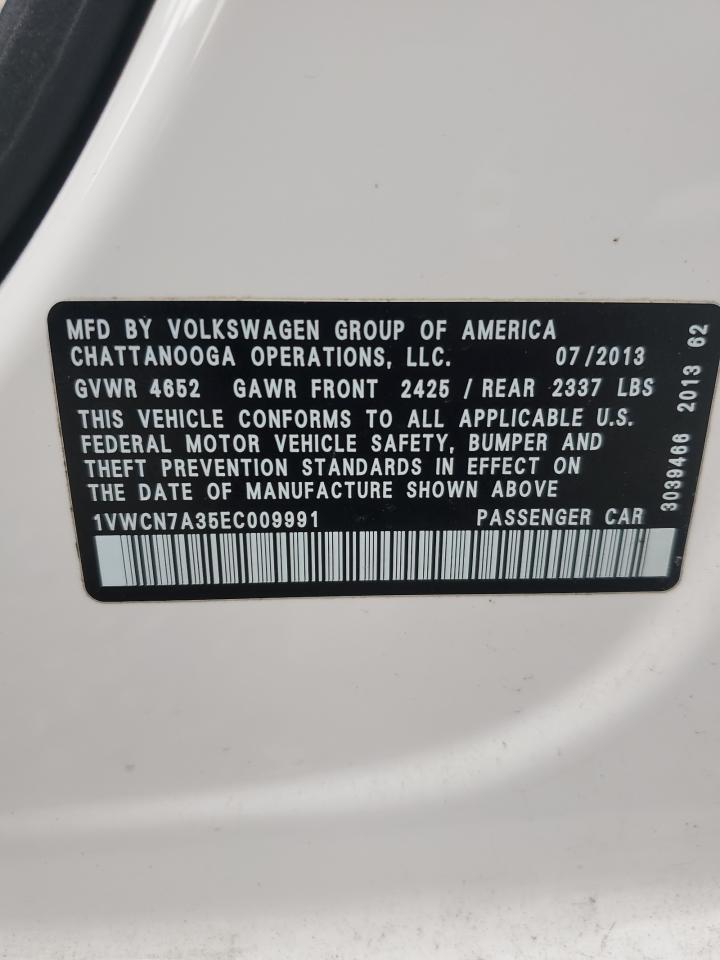 MFD BY VOLKSWAGEN GROUP OF AMERICA
CHATTANOOGA OPERATIONS, LLC. 07/2013
GVWR 4652 GAWR FRONT 2425 / REAR 2337 LBS
THIS VEHICLE CONFORMS TO ALL APPLICABLE U.S.
FEDERAL MOTOR VEHICLE SAFETY, BUMPER AND
THEFT PREVENTION STANDARDS IN EFFECT ON
THE DATE OF MANUFACTURE SHOWN ABOVE
1VWCN7A35EC009991 PASSENGER CAR
3039466 2013 62